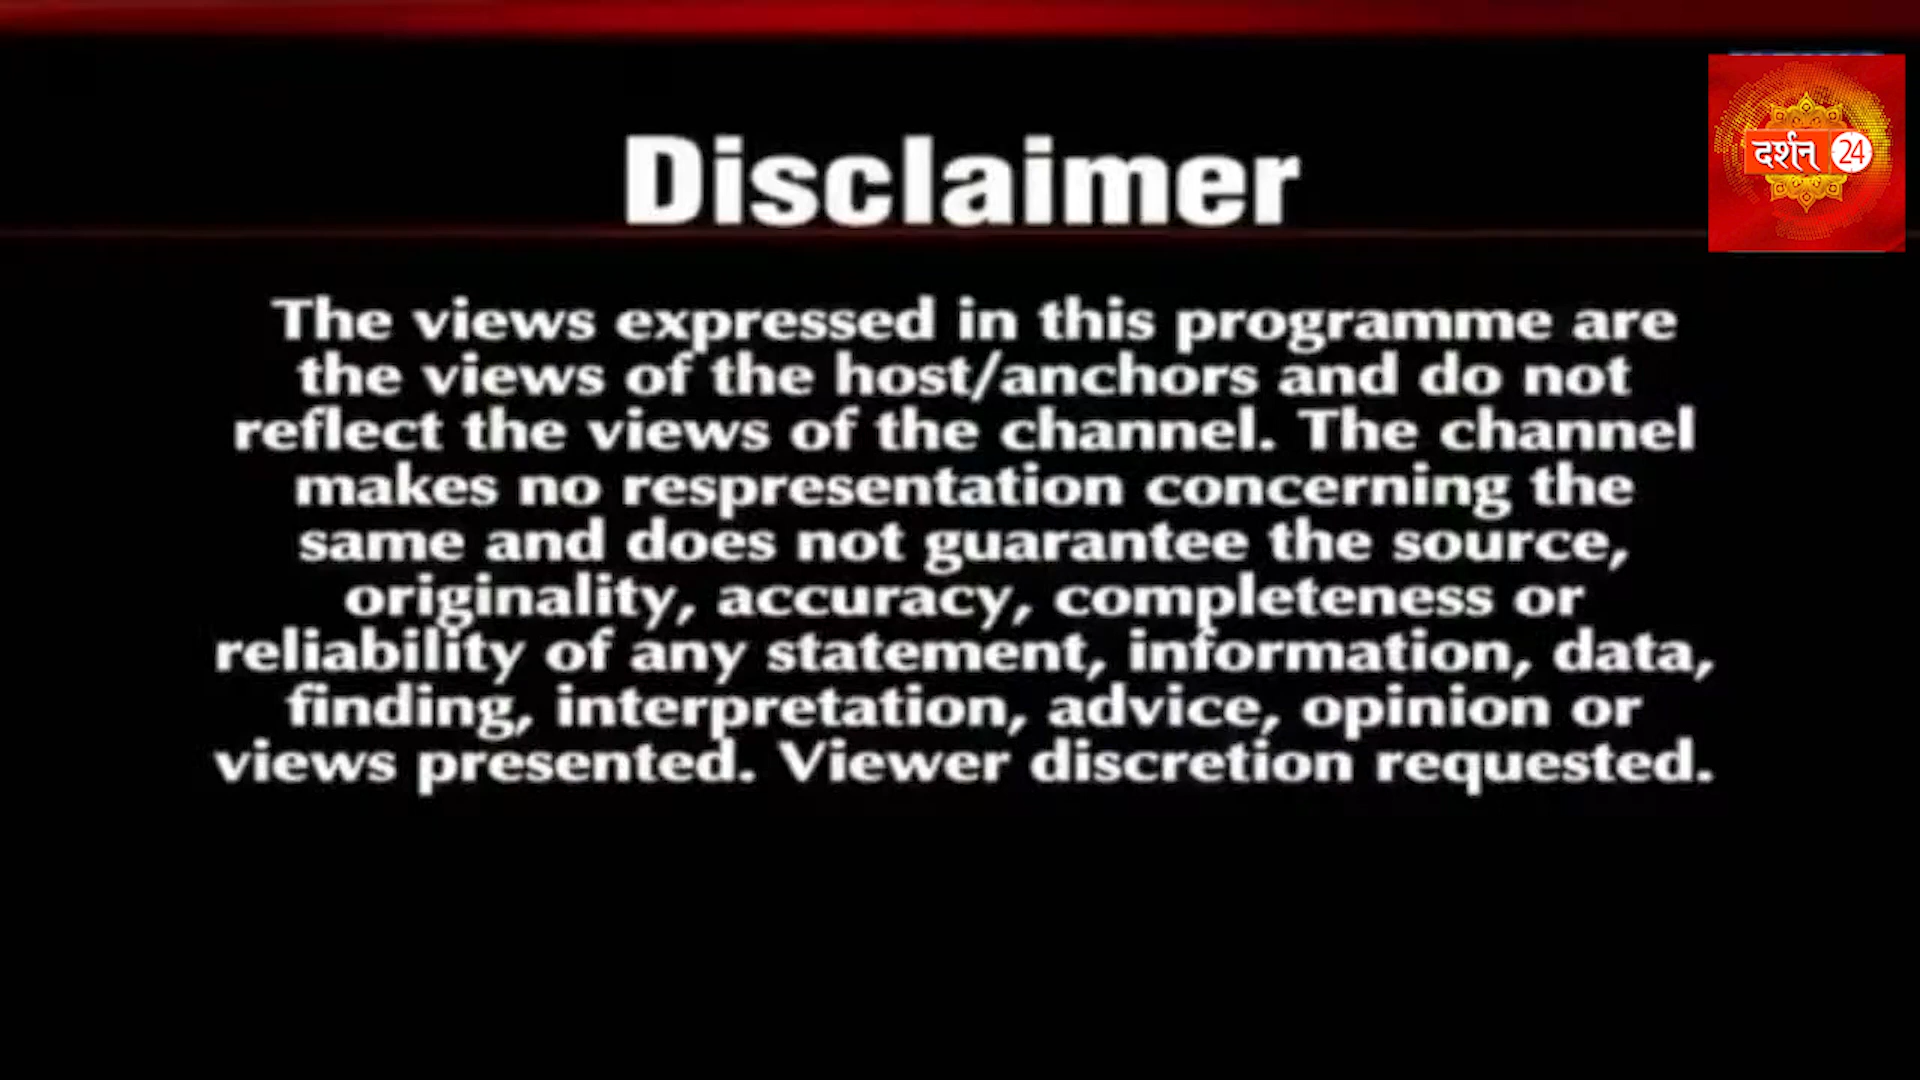 Disclaimer
दर्शन 24
The views expressed in this programme are
the views of the host/anchors and do not
reflect the views of the channel. The channel
makes no respresentation concerning the
same and does not guarantee the source,
originality, accuracy, completeness or
reliability of any statement, information, data,
finding, interpretation, advice, opinion or
views presented. Viewer discretion requested.